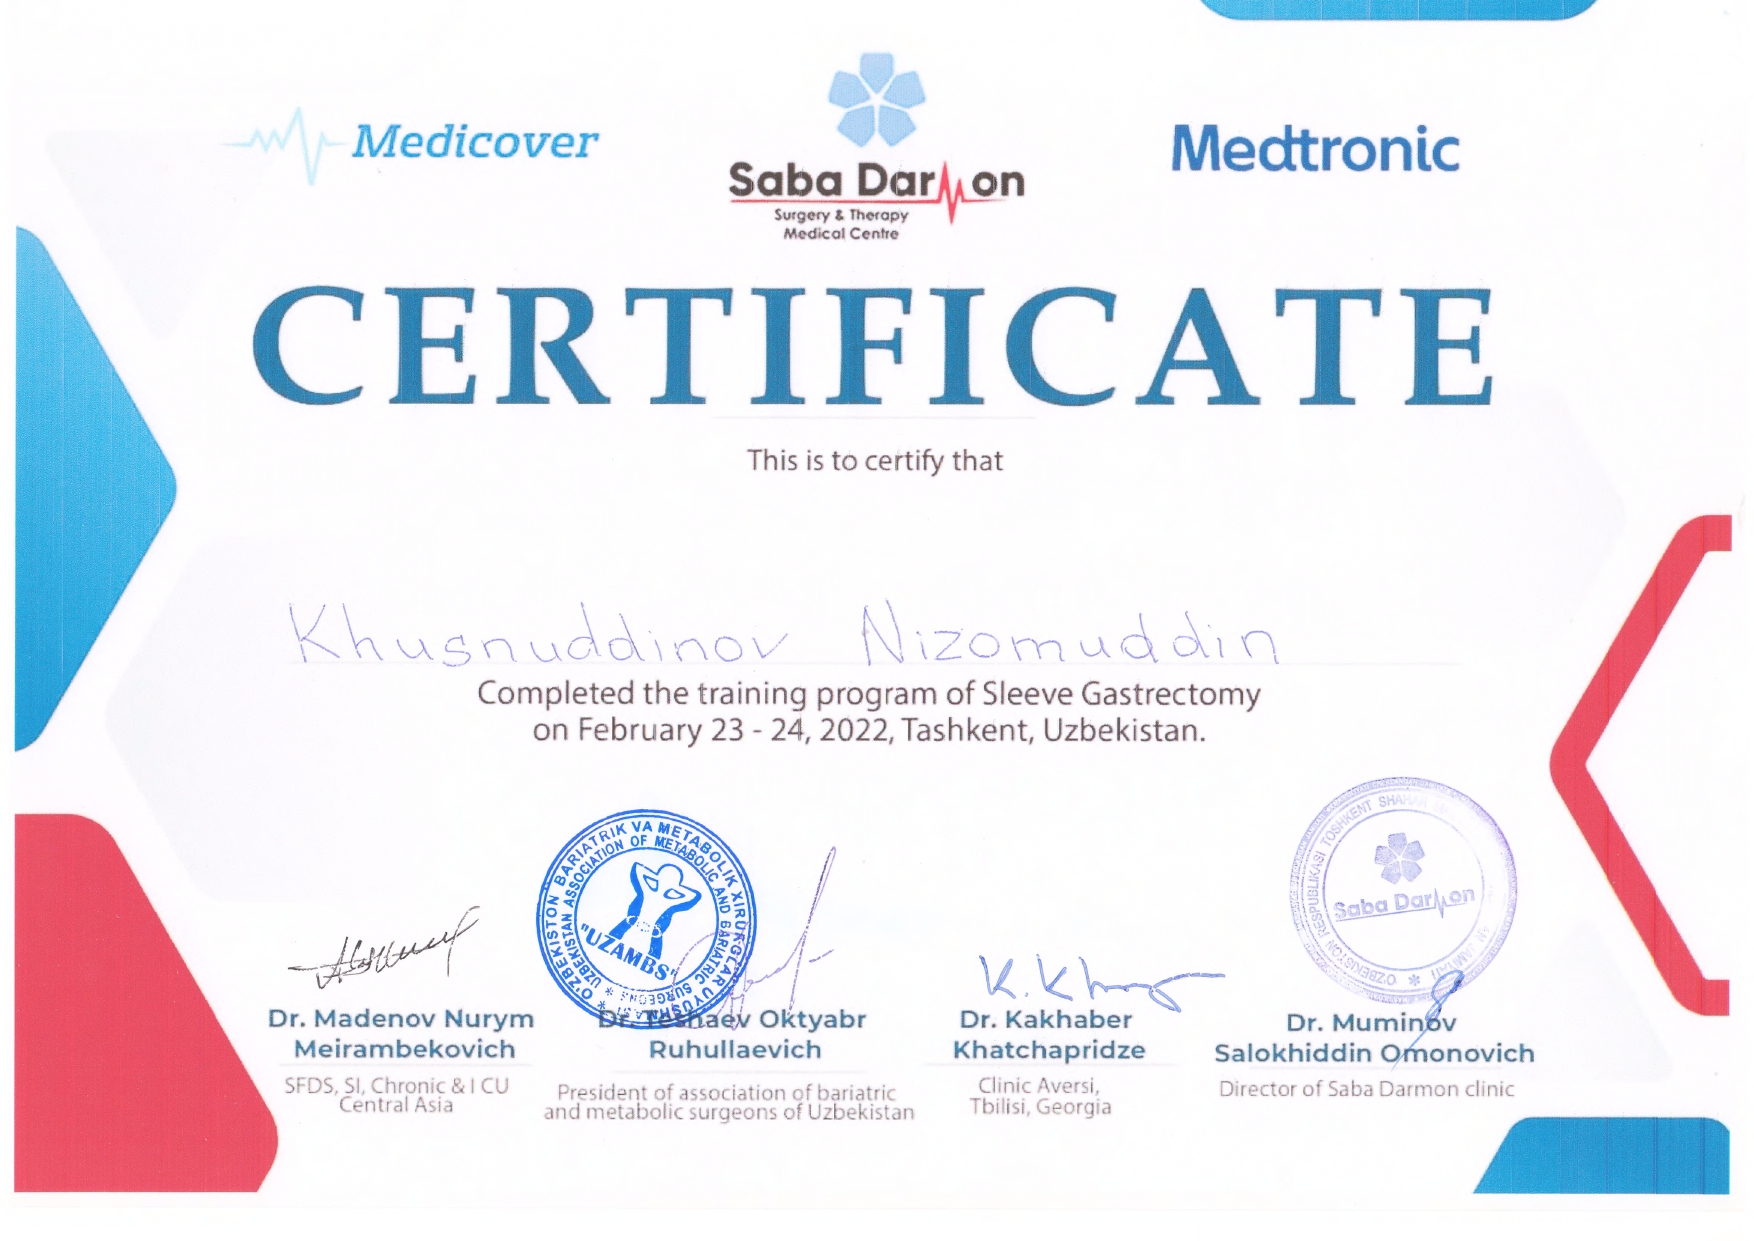 Medicover
Saba Darmon
Surgery & Therapy
Medical Centre
Medtronic
CERTIFICATE
This is to certify that
Khusnuddinov Nizomuddin
Completed the training program of Sleeve Gastrectomy
on February 23 - 24, 2022, Tashkent, Uzbekistan.
O'ZBEKISTON BARIATRIK VA METABOLIK XIRURGLAR UYUSHMASI
UZBEKISTAN ASSOCIATION OF METABOLIC AND BARIATRIC SURGEONS
"UZAMBS"
O'ZBEKISTON RESPUBLIKASI TOSHKENT SHAHAR
Saba Darmon
K. Kh
Dr. Madenov Nurym
Meirambekovich
SFDS, SI, Chronic & I CU
Central Asia
Dr. Teshaev Oktyabr
Ruhullaevich
President of association of bariatric
and metabolic surgeons of Uzbekistan
Dr. Kakhaber
Khatchapridze
Clinic Aversi,
Tbilisi, Georgia
Dr. Muminov
Salokhiddin Omonovich
Director of Saba Darmon clinic